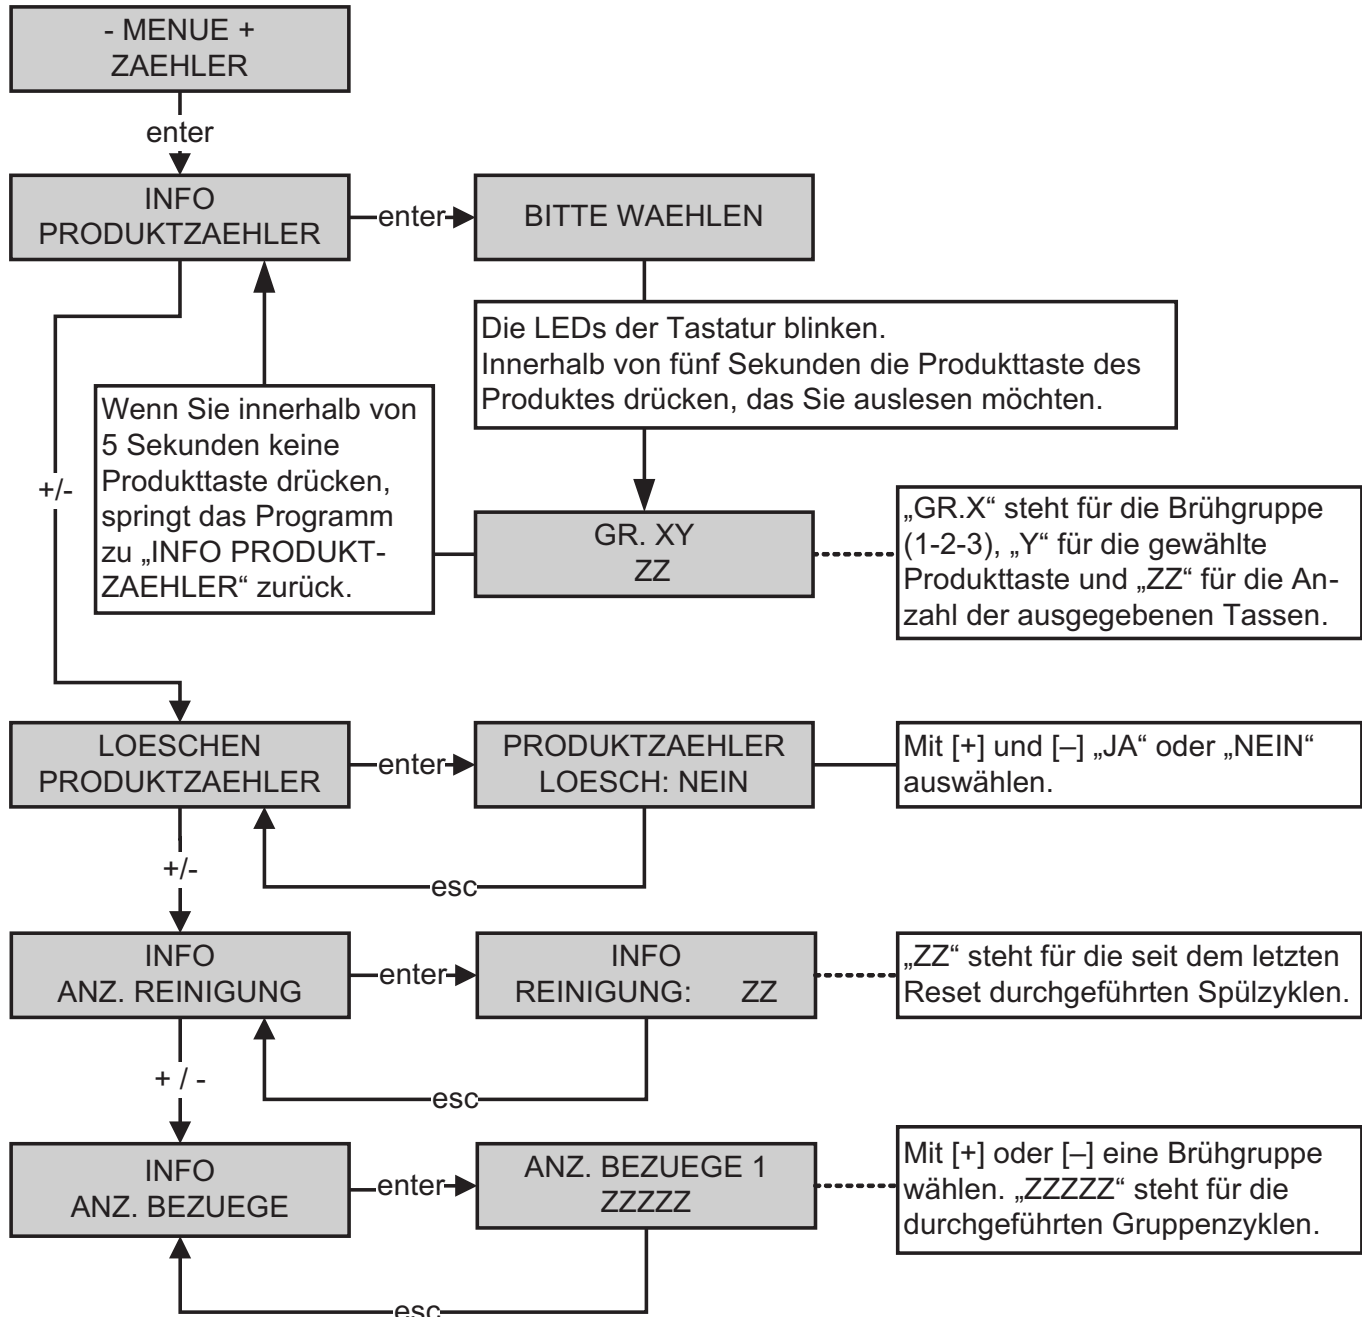 - MENUE +
ZAEHLER
enter
INFO
PRODUKTZAEHLER
enter
BITTE WAEHLEN
Die LEDs der Tastatur blinken.
Innerhalb von fünf Sekunden die Produkttaste des
Produktes drücken, das Sie auslesen möchten.
Wenn Sie innerhalb von
5 Sekunden keine
Produkttaste drücken,
springt das Programm
zu „INFO PRODUKT-
ZAEHLER“ zurück.
+/-
GR. XY
ZZ
„GR.X“ steht für die Brühgruppe
(1-2-3), „Y“ für die gewählte
Produkttaste und „ZZ“ für die An-
zahl der ausgegebenen Tassen.
LOESCHEN
PRODUKTZAEHLER
enter
PRODUKTZAEHLER
LOESCH: NEIN
Mit [+] und [–] „JA“ oder „NEIN“
auswählen.
+/-
esc
INFO
ANZ. REINIGUNG
enter
INFO
REINIGUNG: ZZ
„ZZ“ steht für die seit dem letzten
Reset durchgeführten Spülzyklen.
+ / -
esc
INFO
ANZ. BEZUEGE
enter
ANZ. BEZUEGE 1
ZZZZZ
Mit [+] oder [–] eine Brühgruppe
wählen. „ZZZZZ“ steht für die
durchgeführten Gruppenzyklen.
esc